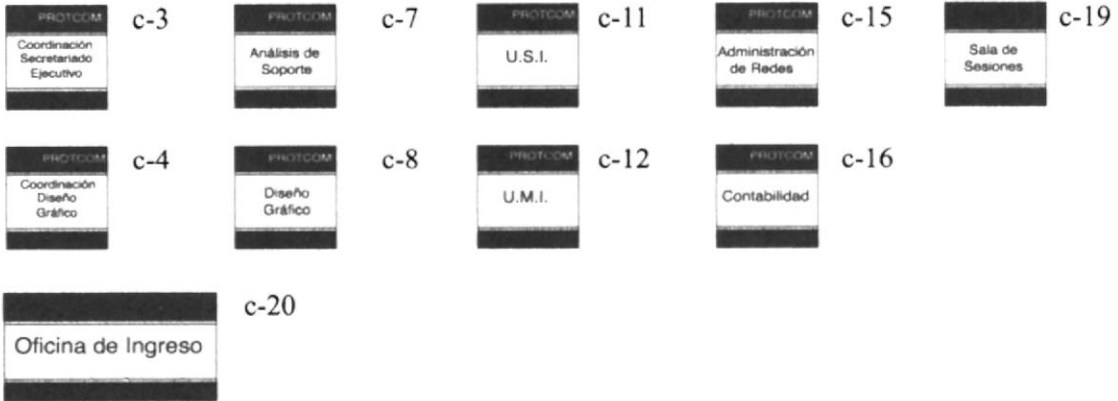 PROTCOM
Coordinación
Secretariado
Ejecutivo
c-3
PROTCOM
Análisis de
Soporte
c-7
PROTCOM
U.S.I.
c-11
PROTCOM
Administración
de Redes
c-15
Sala de
Sesiones
c-19
PROTCOM
Coordinación
Diseño
Gráfico
c-4
PROTCOM
Diseño
Gráfico
c-8
PROTCOM
U.M.I.
c-12
PROTCOM
Contabilidad
c-16
Oficina de Ingreso
c-20